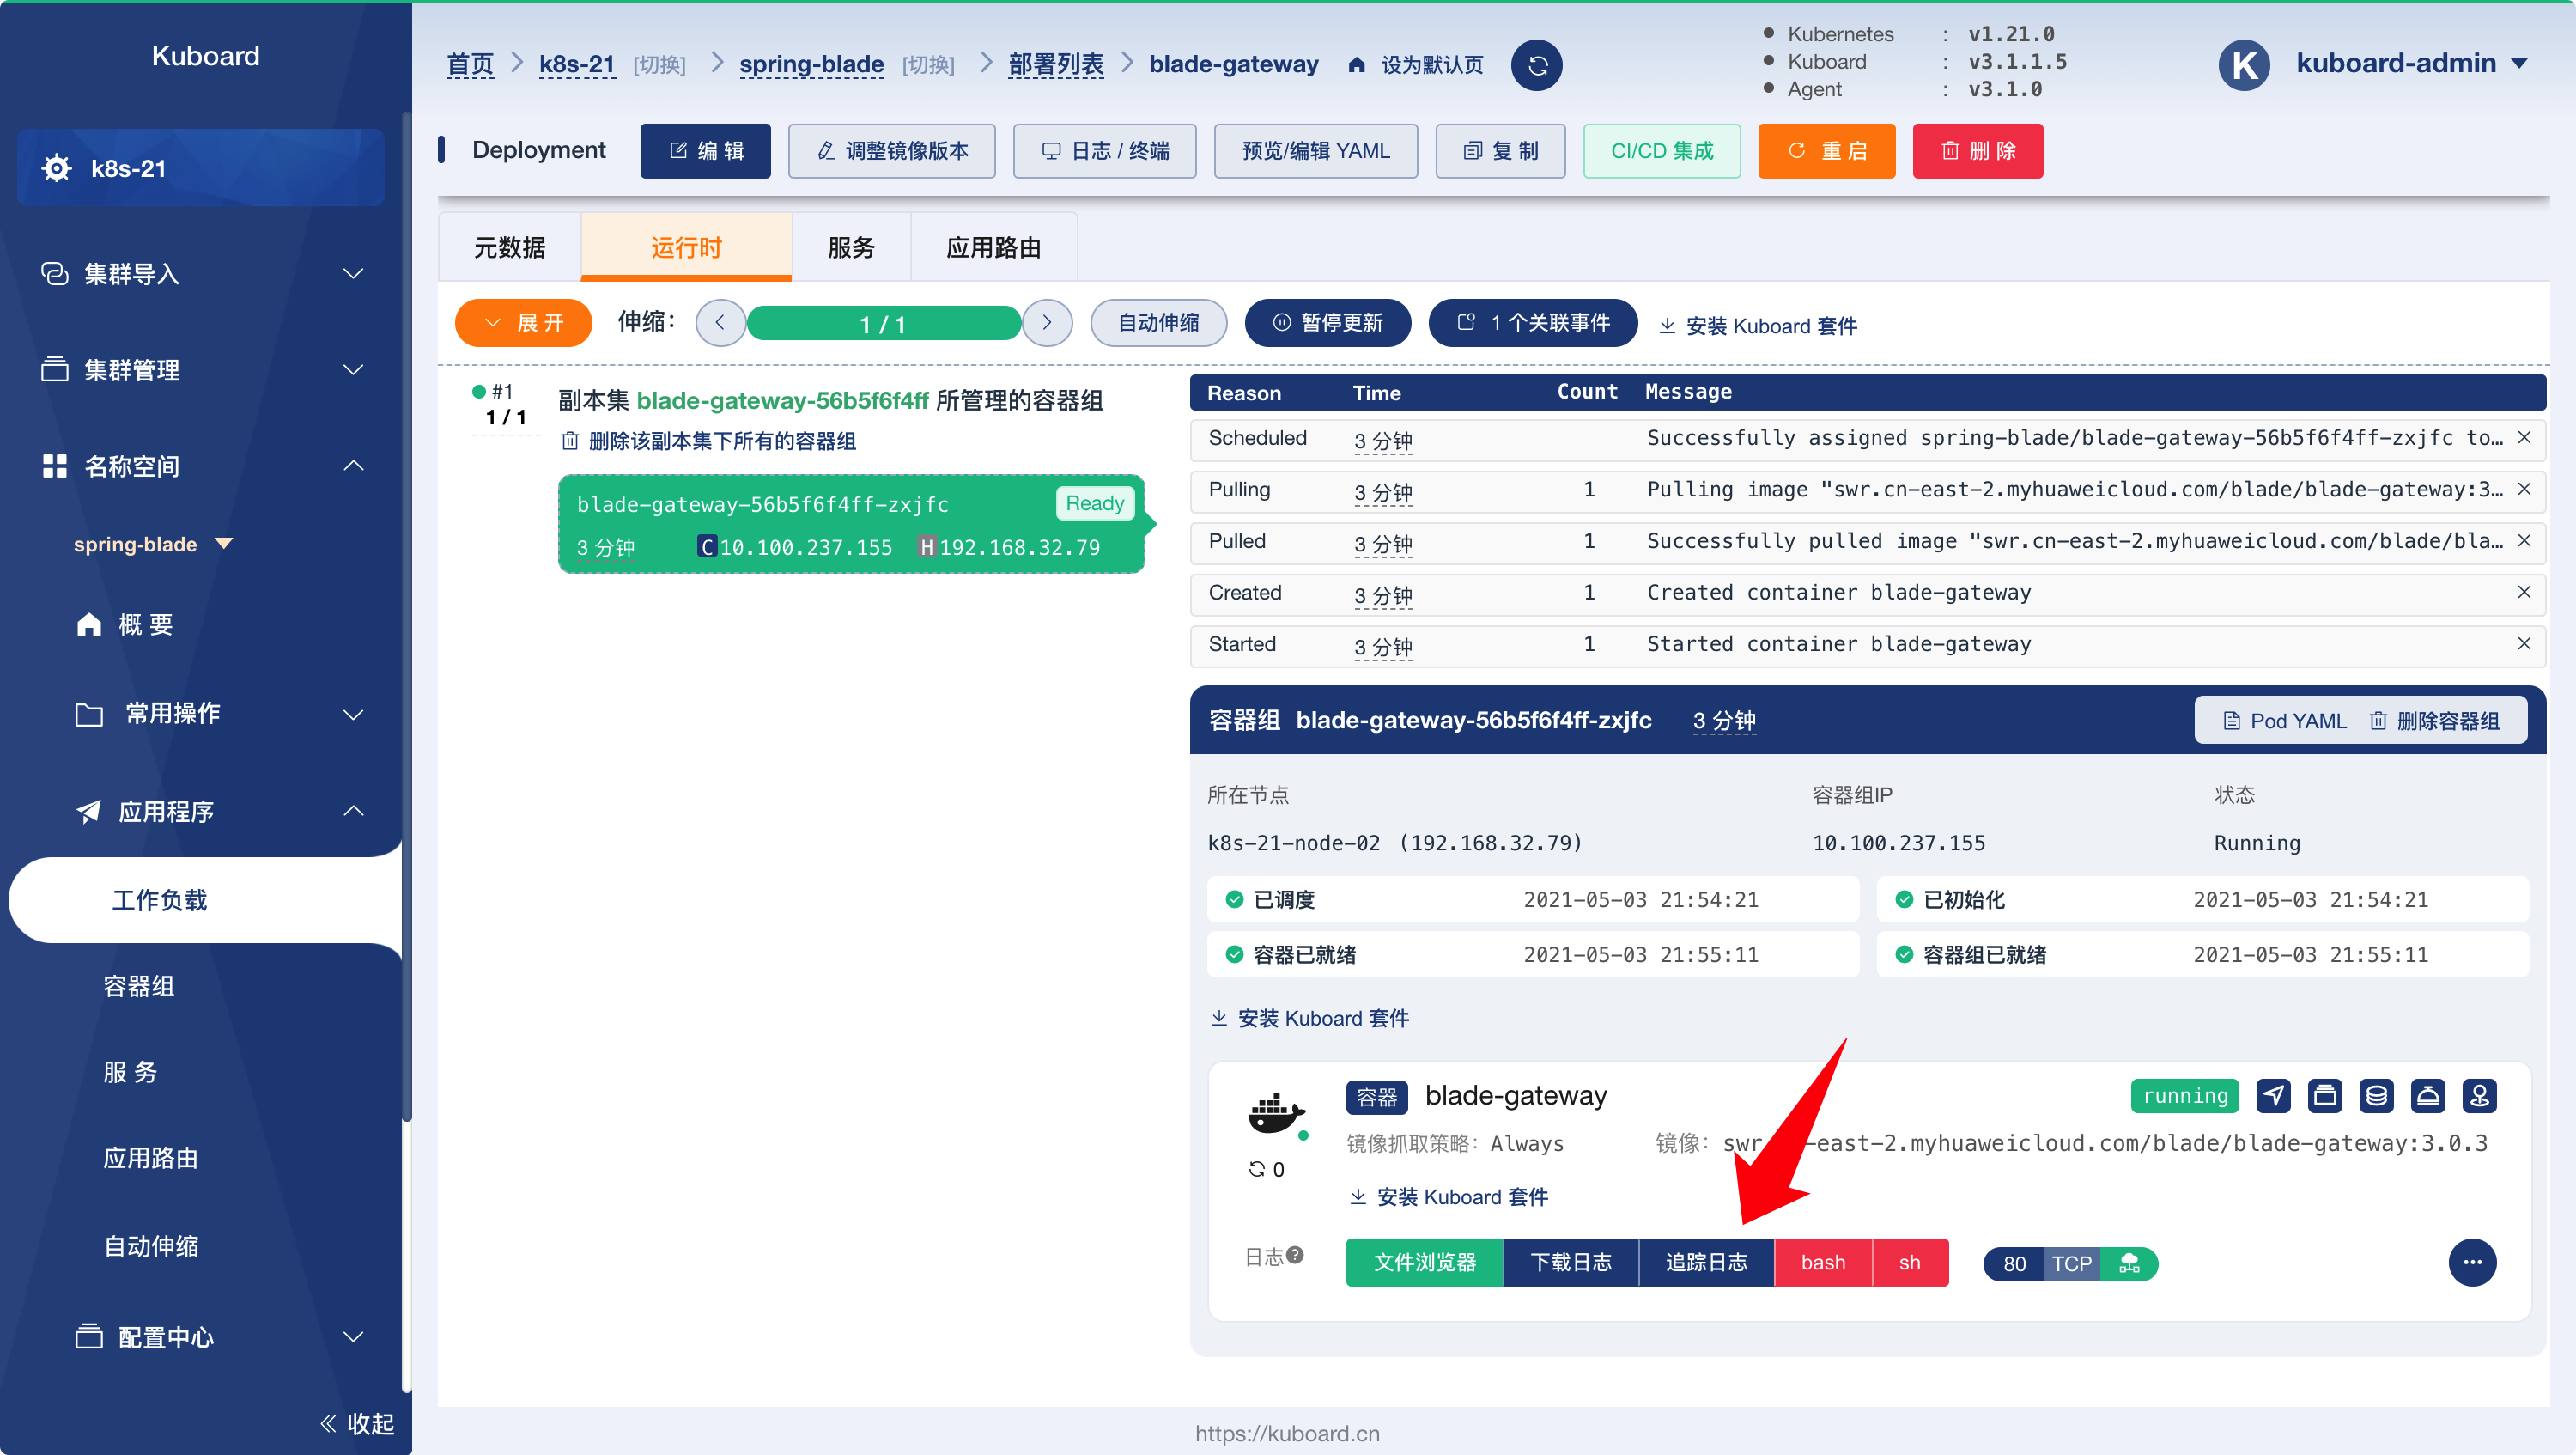 Kuboard
k8s-21
集群导入
集群管理
名称空间
spring-blade
概 要
常用操作
应用程序
工作负载
容器组
服 务
应用路由
自动伸缩
配置中心
收起
首页 k8s-21 [切换] spring-blade [切换] 部署列表 blade-gateway 设为默认页
Kubernetes : v1.21.0
Kuboard : v3.1.1.5
Agent : v3.1.0
K kuboard-admin
Deployment 编 辑 调整镜像版本 日志 / 终端 预览/编辑 YAML 复 制 CI/CD 集成 重 启 删 除
元数据 运行时 服务 应用路由
展 开 伸缩： 1 / 1 自动伸缩 暂停更新 1 个关联事件 安装 Kuboard 套件
#1
1 / 1
副本集 blade-gateway-56b5f6f4ff 所管理的容器组
删除该副本集下所有的容器组
blade-gateway-56b5f6f4ff-zxjfc Ready
3 分钟 C 10.100.237.155 H 192.168.32.79
Reason Time Count Message
Scheduled 3 分钟 Successfully assigned spring-blade/blade-gateway-56b5f6f4ff-zxjfc to…
Pulling 3 分钟 1 Pulling image "swr.cn-east-2.myhuaweicloud.com/blade/blade-gateway:3…
Pulled 3 分钟 1 Successfully pulled image "swr.cn-east-2.myhuaweicloud.com/blade/bla…
Created 3 分钟 1 Created container blade-gateway
Started 3 分钟 1 Started container blade-gateway
容器组 blade-gateway-56b5f6f4ff-zxjfc 3 分钟 Pod YAML 删除容器组
所在节点 容器组IP 状态
k8s-21-node-02 (192.168.32.79) 10.100.237.155 Running
已调度 2021-05-03 21:54:21 已初始化 2021-05-03 21:54:21
容器已就绪 2021-05-03 21:55:11 容器组已就绪 2021-05-03 21:55:11
安装 Kuboard 套件
容器 blade-gateway running
镜像抓取策略： Always 镜像： swr. -east-2.myhuaweicloud.com/blade/blade-gateway:3.0.3
0
安装 Kuboard 套件
日志 ? 文件浏览器 下载日志 追踪日志 bash sh 80 TCP
https://kuboard.cn